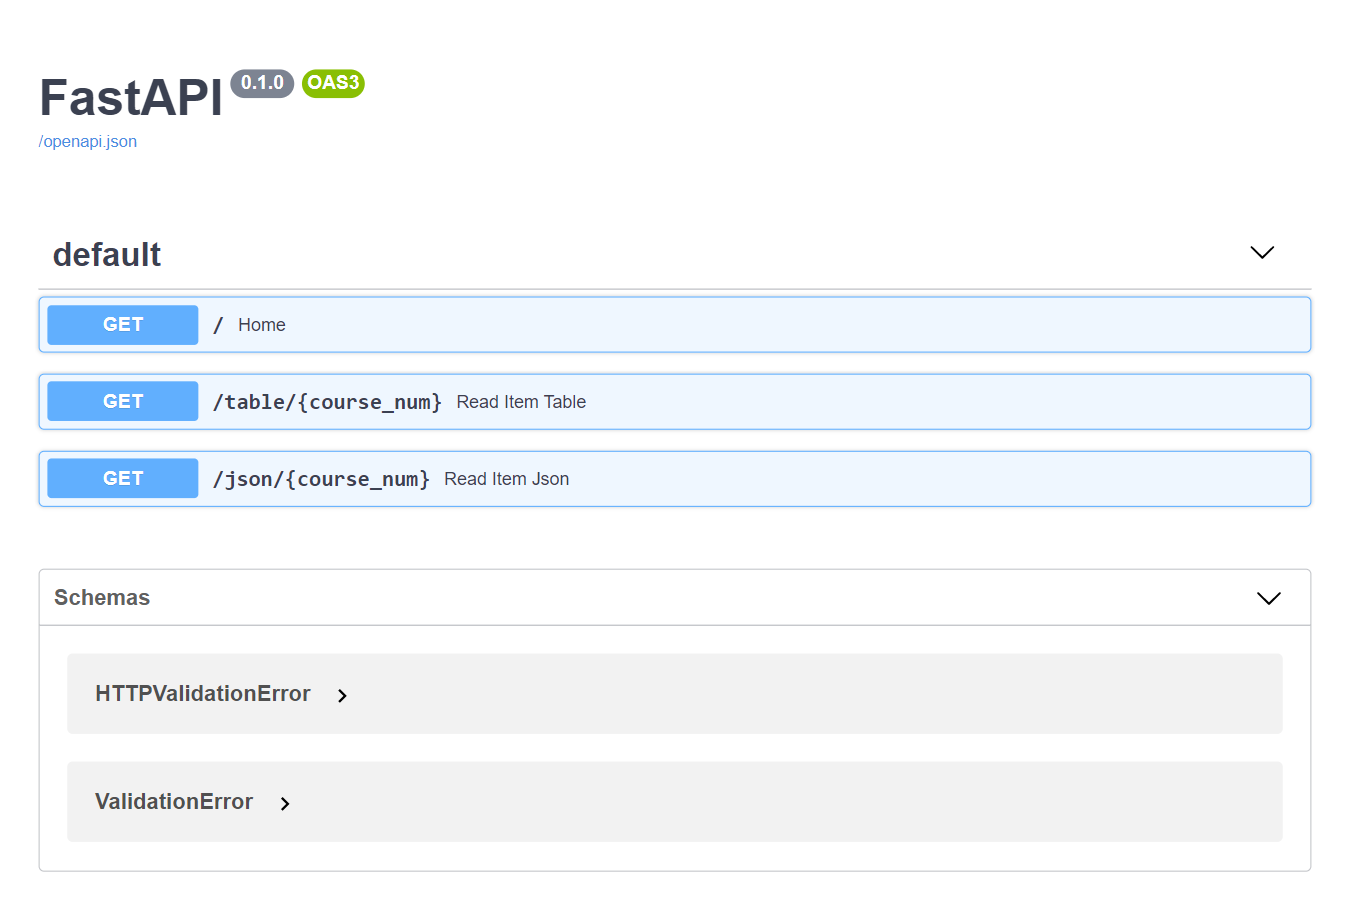 FastAPI 0.1.0 OAS3
/openapi.json
default
GET / Home
GET /table/{course_num} Read Item Table
GET /json/{course_num} Read Item Json
Schemas
HTTPValidationError
ValidationError